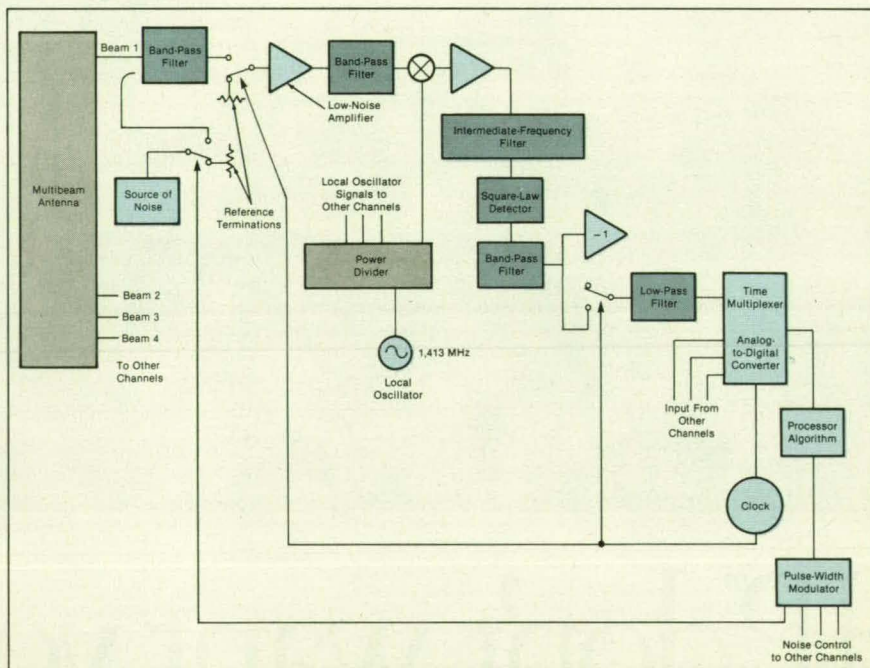 Beam 1
Band-Pass
Filter
Band-Pass
Filter
Low-Noise
Amplifier
Intermediate-Frequency
Filter
Multibeam
Antenna
Source of
Noise
Reference
Terminations
Local Oscillator
Signals to
Other Channels
Square-Law
Detector
Power
Divider
Band-Pass
Filter
-1
Low-Pass
Filter
Time
Multiplexer
Analog-
to-Digital
Converter
Beam 2
Beam 3
Beam 4
To Other
Channels
1,413 MHz
Local
Oscillator
Input From
Other
Channels
Processor
Algorithm
Clock
Pulse-Width
Modulator
Noise Control
to Other Channels